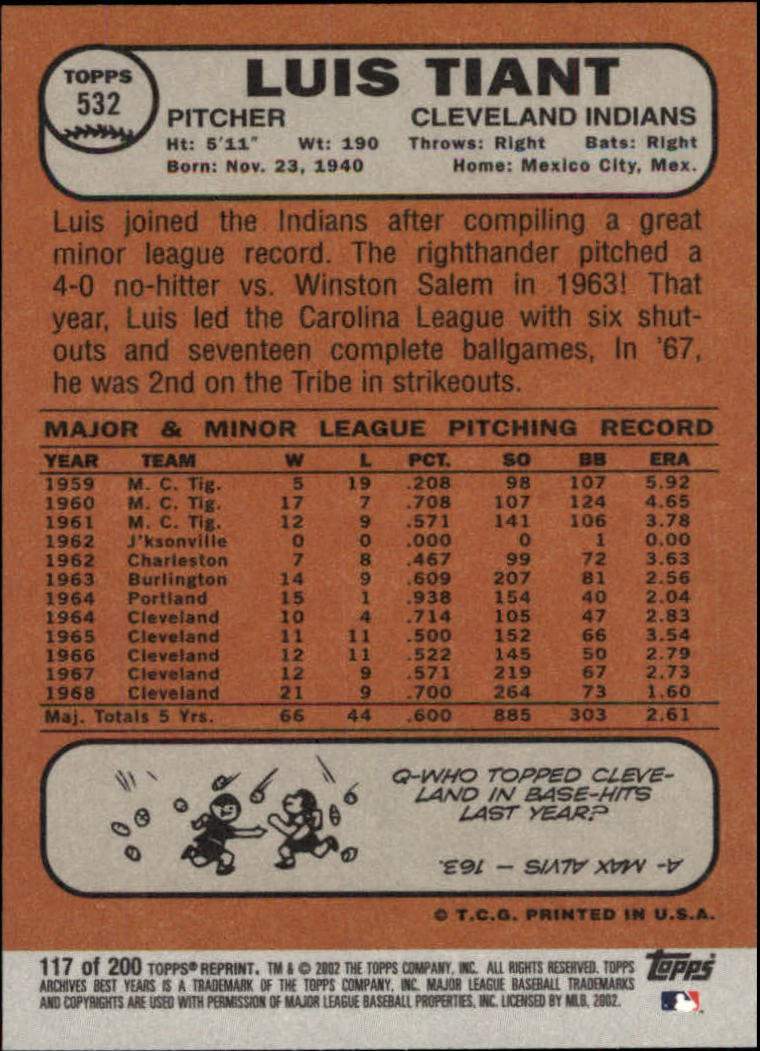 TOPPS
532
LUIS TIANT
PITCHER CLEVELAND INDIANS
Ht: 5'11" Wt: 190 Throws: Right Bats: Right
Born: Nov. 23, 1940 Home: Mexico City, Mex.
Luis joined the Indians after compiling a great
minor league record. The righthander pitched a
4-0 no-hitter vs. Winston Salem in 1963! That
year, Luis led the Carolina League with six shut-
outs and seventeen complete ballgames, In '67,
he was 2nd on the Tribe in strikeouts.
MAJOR & MINOR LEAGUE PITCHING RECORD
YEAR TEAM W L PCT. SO BB ERA
1959 M. C. Tig. 5 19 .208 98 107 5.92
1960 M. C. Tig. 17 7 .708 107 124 4.65
1961 M. C. Tig. 12 9 .571 141 106 3.78
1962 J'ksonville 0 0 .000 0 1 0.00
1962 Charleston 7 8 .467 99 72 3.63
1963 Burlington 14 9 .609 207 81 2.56
1964 Portland 15 1 .938 154 40 2.04
1964 Cleveland 10 4 .714 105 47 2.83
1965 Cleveland 11 11 .500 152 66 3.54
1966 Cleveland 12 11 .522 145 50 2.79
1967 Cleveland 12 9 .571 219 67 2.73
1968 Cleveland 21 9 .700 264 73 1.60
Maj. Totals 5 Yrs. 66 44 .600 885 303 2.61
Q-WHO TOPPED CLEVE-
LAND IN BASE-HITS
LAST YEAR?
A- MAX ALVIS - 163.
© T.C.G. PRINTED IN U.S.A.
117 of 200 TOPPS® REPRINT. TM & © 2002 THE TOPPS COMPANY, INC. ALL RIGHTS RESERVED. TOPPS
ARCHIVES BEST YEARS IS A TRADEMARK OF THE TOPPS COMPANY, INC. MAJOR LEAGUE BASEBALL TRADEMARKS
AND COPYRIGHTS ARE USED WITH PERMISSION OF MAJOR LEAGUE BASEBALL PROPERTIES, INC. LICENSED BY MLB, 2002.
topps